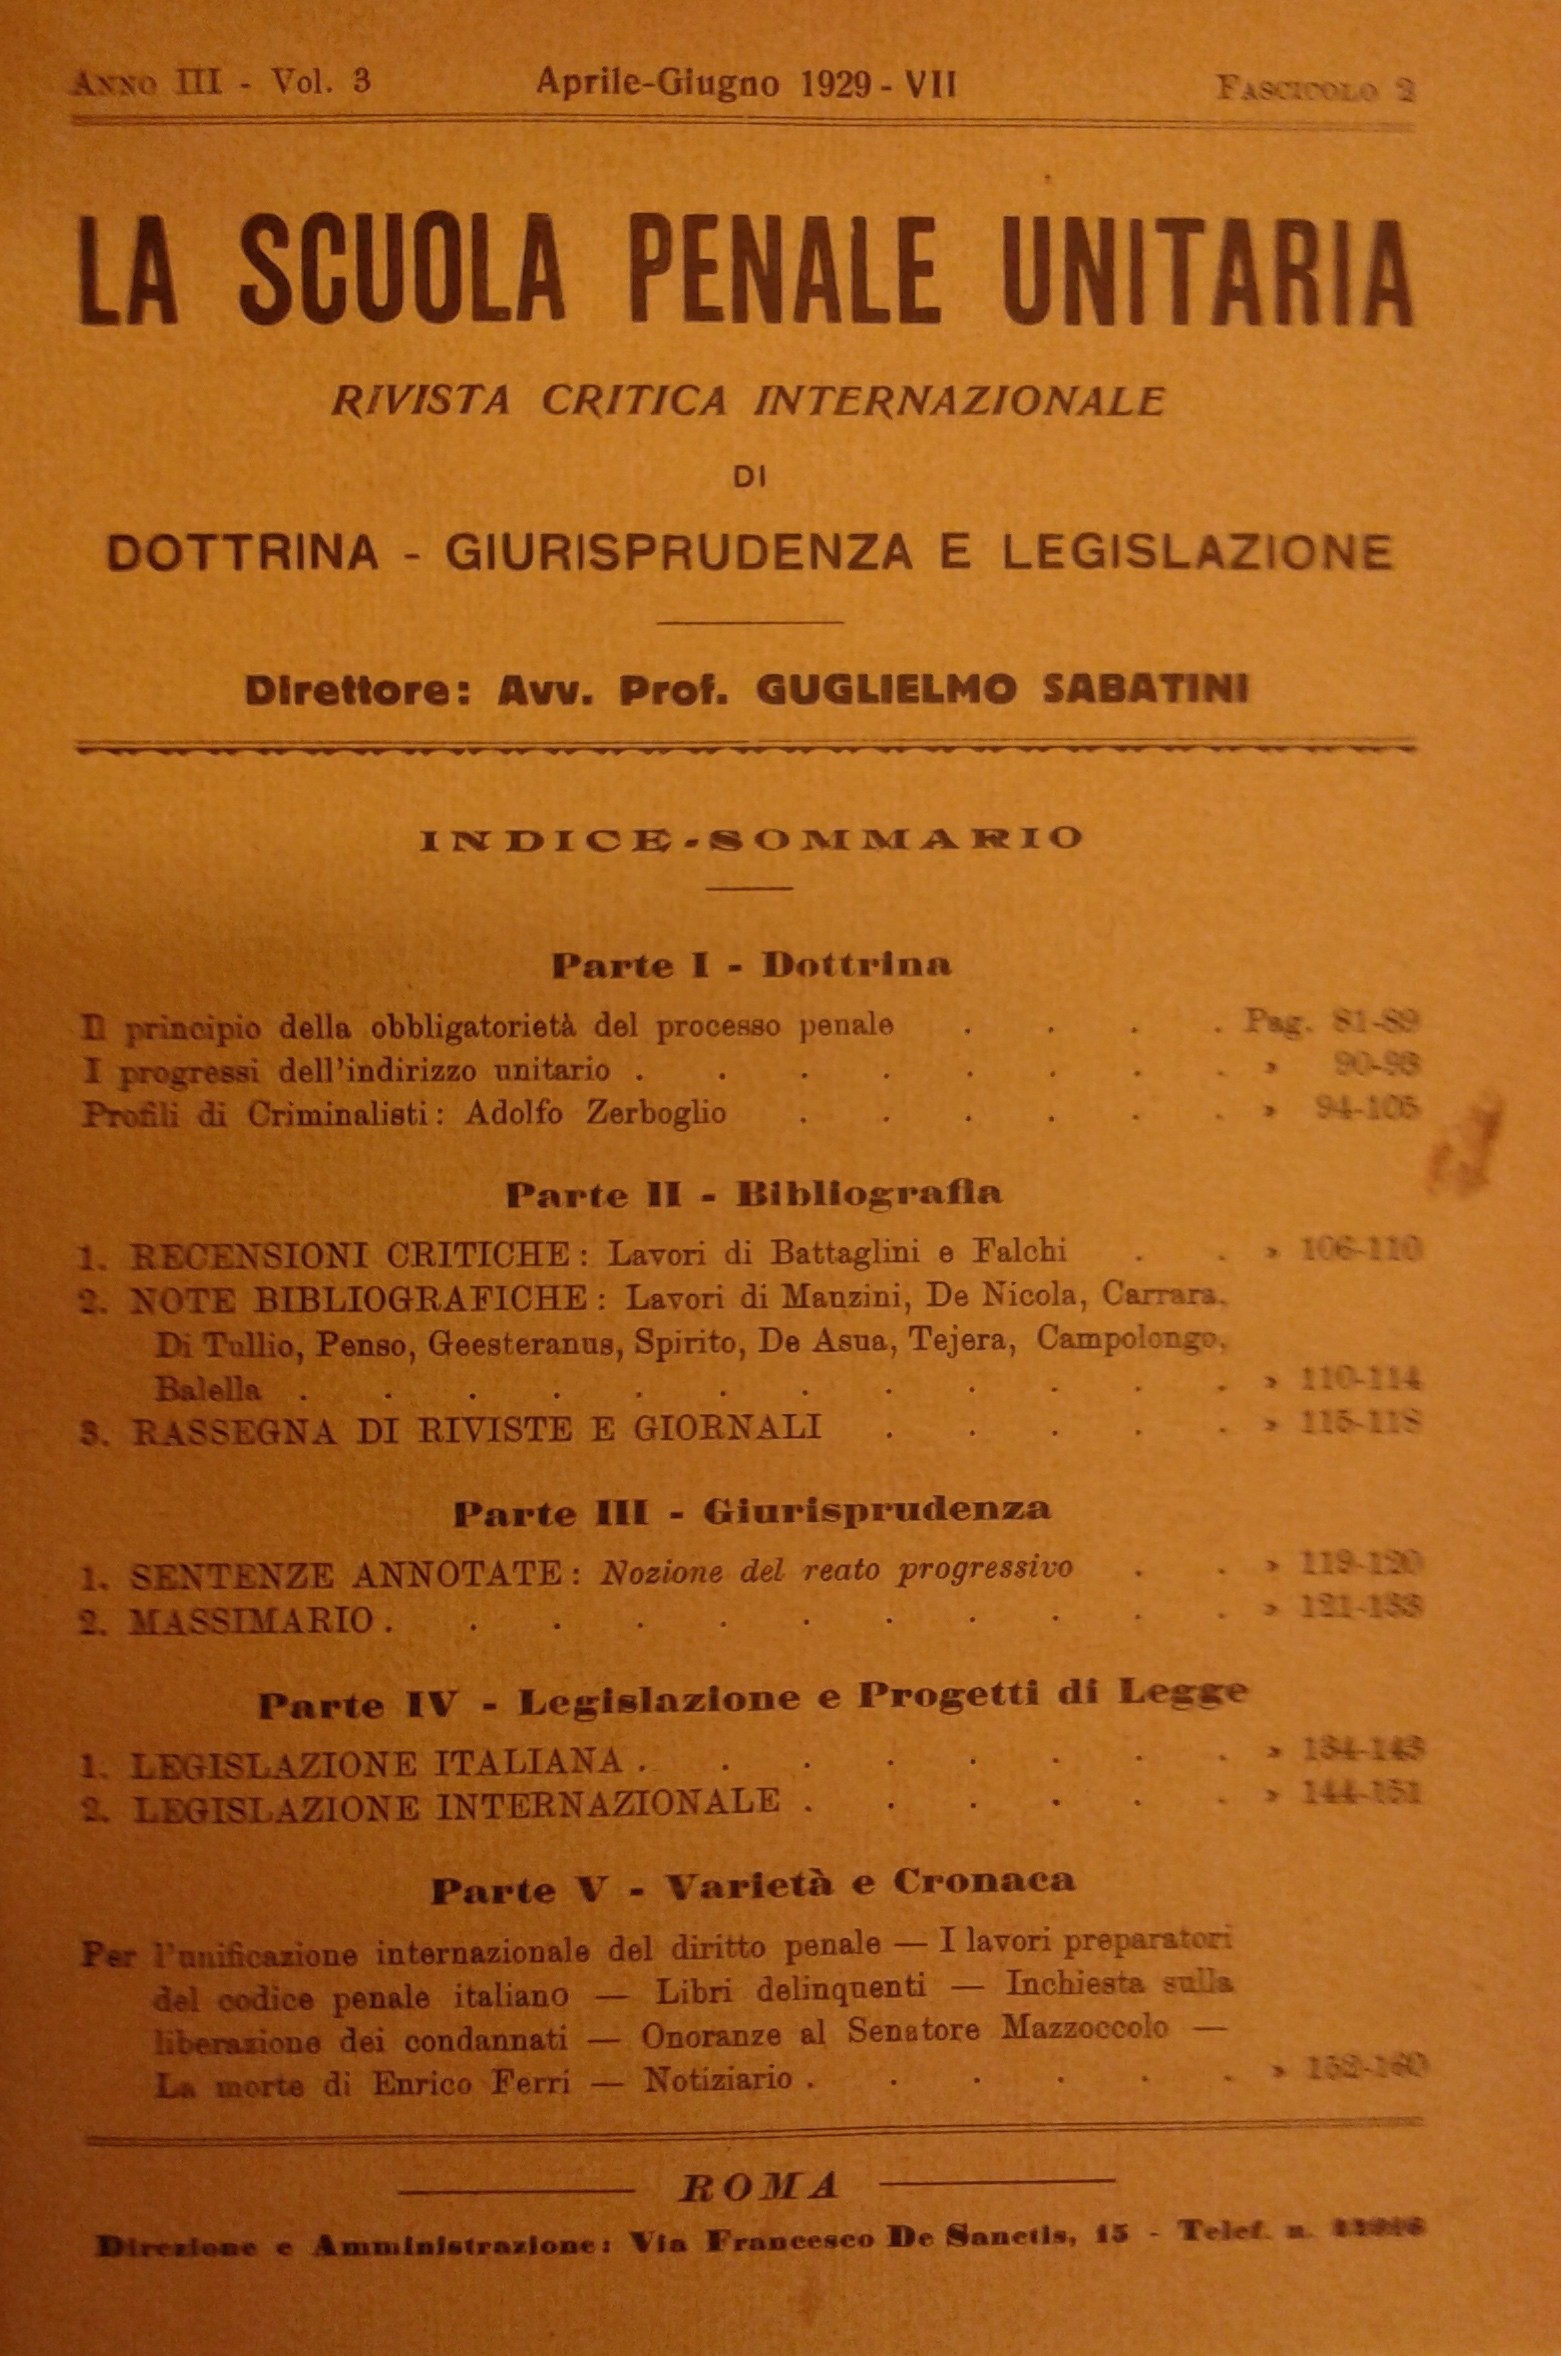 ANNO III - Vol. 3 Aprile-Giugno 1929 - VII FASCICOLO 2
LA SCUOLA PENALE UNITARIA
RIVISTA CRITICA INTERNAZIONALE
DI
DOTTRINA - GIURISPRUDENZA E LEGISLAZIONE
Direttore: Avv. Prof. GUGLIELMO SABATINI
INDICE-SOMMARIO
Parte I - Dottrina
Il principio della obbligatorietà del processo penale . . . . Pag. 81-89
I progressi dell'indirizzo unitario . . . . . . . . » 90-93
Profili di Criminalisti: Adolfo Zerboglio . . . . . . » 94-105
Parte II - Bibliografia
1. RECENSIONI CRITICHE: Lavori di Battaglini e Falchi . . » 106-110
2. NOTE BIBLIOGRAFICHE: Lavori di Manzini, De Nicola, Carrara,
Di Tullio, Penso, Geesteranus, Spirito, De Asua, Tejera, Campolongo,
Balella . . . . . . . . . . . . » 110-114
3. RASSEGNA DI RIVISTE E GIORNALI . . . . . » 115-118
Parte III - Giurisprudenza
1. SENTENZE ANNOTATE: Nozione del reato progressivo . . » 119-120
2. MASSIMARIO . . . . . . . . . . . » 121-133
Parte IV - Legislazione e Progetti di Legge
1. LEGISLAZIONE ITALIANA . . . . . . . . » 134-143
2. LEGISLAZIONE INTERNAZIONALE . . . . . . » 144-151
Parte V - Varietà e Cronaca
Per l'unificazione internazionale del diritto penale — I lavori preparatori
del codice penale italiano — Libri delinquenti — Inchiesta sulla
liberazione dei condannati — Onoranze al Senatore Mazzoccolo —
La morte di Enrico Ferri — Notiziario . . . . . . » 152-160
ROMA
Direzione e Amministrazione: Via Francesco De Sanctis, 15 - Telef. n.